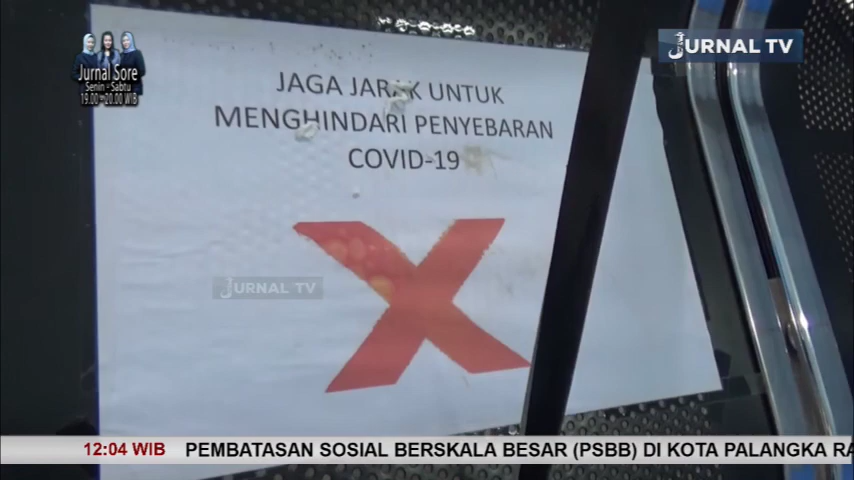 Jurnal Sore
Senin - Sabtu
19.00 - 20.00 WIB
JURNAL TV
JAGA JARAK UNTUK
MENGHINDARI PENYEBARAN
COVID-19
X
JURNAL TV
12:04 WIB PEMBATASAN SOSIAL BERSKALA BESAR (PSBB) DI KOTA PALANGKA RA